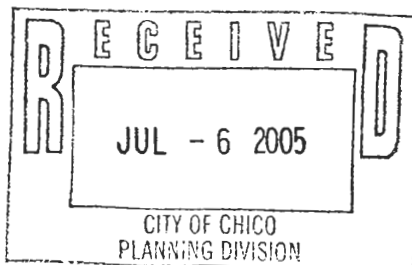 RECEIVED
JUL - 6 2005
CITY OF CHICO
PLANNING DIVISION